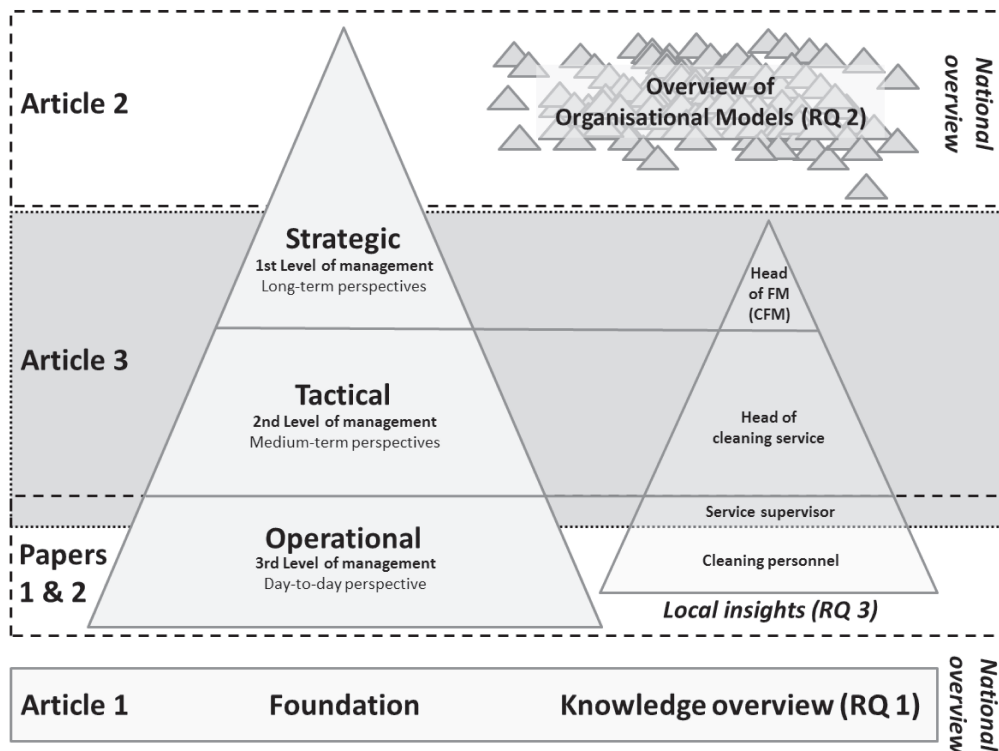 Article 2
Overview of
Organisational Models (RQ 2)
National
overview
Article 3
Strategic
1st Level of management
Long-term perspectives
Head
of FM
(CFM)
Tactical
2nd Level of management
Medium-term perspectives
Head of
cleaning service
Papers
1 & 2
Operational
3rd Level of management
Day-to-day perspective
Service supervisor
Cleaning personnel
Local insights (RQ 3)
Article 1
Foundation
Knowledge overview (RQ 1)
National
overview